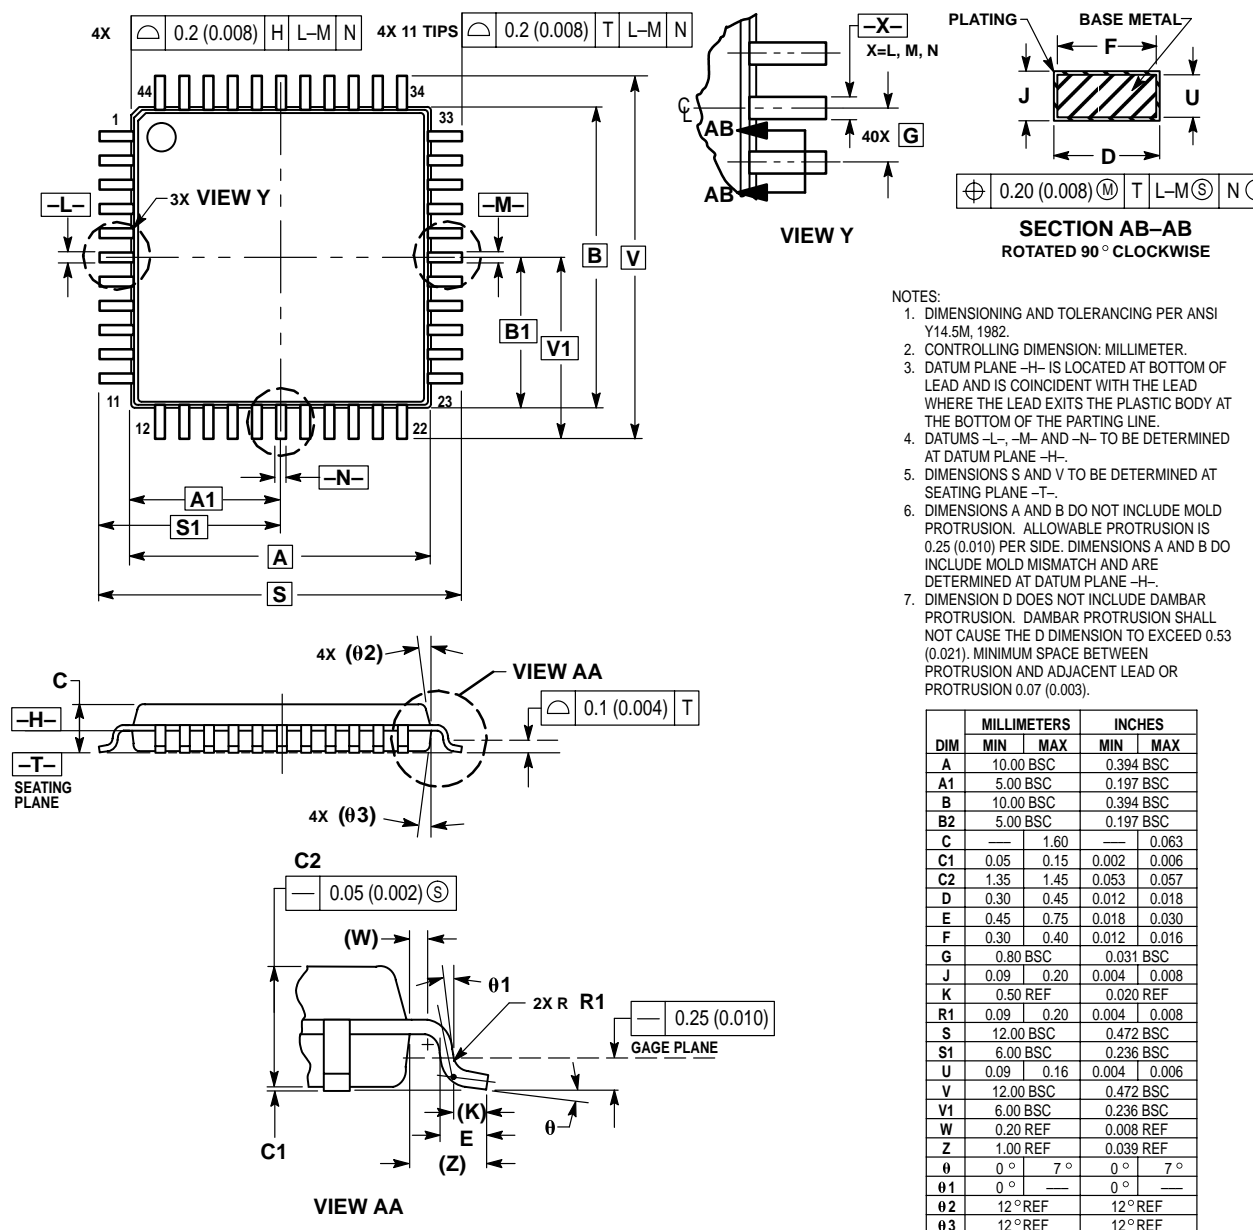 4X ⌓ 0.2 (0.008) H L–M N
4X 11 TIPS ⌓ 0.2 (0.008) T L–M N
44
34
1
33
3X VIEW Y
–L–
–M–
B
V
B1
V1
11
23
12
22
–N–
A1
S1
A
S
–X–
X=L, M, N
C
L
AB
40X G
AB
VIEW Y
PLATING
BASE METAL
F
J
U
D
⌖ 0.20 (0.008) Ⓜ T L–M Ⓢ N
SECTION AB–AB
ROTATED 90° CLOCKWISE
NOTES:
1. DIMENSIONING AND TOLERANCING PER ANSI
Y14.5M, 1982.
2. CONTROLLING DIMENSION: MILLIMETER.
3. DATUM PLANE –H– IS LOCATED AT BOTTOM OF
LEAD AND IS COINCIDENT WITH THE LEAD
WHERE THE LEAD EXITS THE PLASTIC BODY AT
THE BOTTOM OF THE PARTING LINE.
4. DATUMS –L–, –M– AND –N– TO BE DETERMINED
AT DATUM PLANE –H–.
5. DIMENSIONS S AND V TO BE DETERMINED AT
SEATING PLANE –T–.
6. DIMENSIONS A AND B DO NOT INCLUDE MOLD
PROTRUSION. ALLOWABLE PROTRUSION IS
0.25 (0.010) PER SIDE. DIMENSIONS A AND B DO
INCLUDE MOLD MISMATCH AND ARE
DETERMINED AT DATUM PLANE –H–.
7. DIMENSION D DOES NOT INCLUDE DAMBAR
PROTRUSION. DAMBAR PROTRUSION SHALL
NOT CAUSE THE D DIMENSION TO EXCEED 0.53
(0.021). MINIMUM SPACE BETWEEN
PROTRUSION AND ADJACENT LEAD OR
PROTRUSION 0.07 (0.003).
4X (θ2)
C
VIEW AA
–H–
⌓ 0.1 (0.004) T
–T–
SEATING
PLANE
4X (θ3)
C2
— 0.05 (0.002) Ⓢ
(W)
θ1
2X R R1
— 0.25 (0.010)
GAGE PLANE
(K)
E
θ
C1
(Z)
VIEW AA
MILLIMETERS INCHES
DIM MIN MAX MIN MAX
A 10.00 BSC 0.394 BSC
A1 5.00 BSC 0.197 BSC
B 10.00 BSC 0.394 BSC
B2 5.00 BSC 0.197 BSC
C — 1.60 — 0.063
C1 0.05 0.15 0.002 0.006
C2 1.35 1.45 0.053 0.057
D 0.30 0.45 0.012 0.018
E 0.45 0.75 0.018 0.030
F 0.30 0.40 0.012 0.016
G 0.80 BSC 0.031 BSC
J 0.09 0.20 0.004 0.008
K 0.50 REF 0.020 REF
R1 0.09 0.20 0.004 0.008
S 12.00 BSC 0.472 BSC
S1 6.00 BSC 0.236 BSC
U 0.09 0.16 0.004 0.006
V 12.00 BSC 0.472 BSC
V1 6.00 BSC 0.236 BSC
W 0.20 REF 0.008 REF
Z 1.00 REF 0.039 REF
θ 0° 7° 0° 7°
θ1 0° — 0° —
θ2 12° REF 12° REF
θ3 12° REF 12° REF